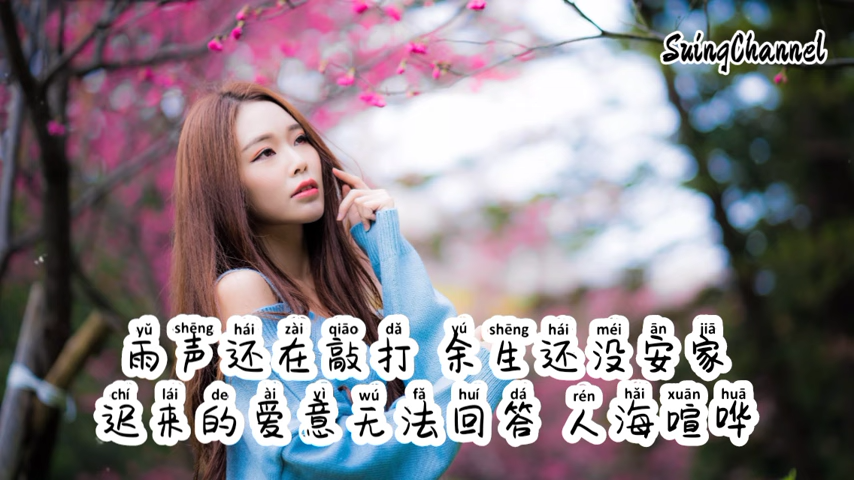 SuingChannel
yǔ shēng hái zài qiāo dǎ yú shēng hái méi ān jiā
雨声还在敲打 余生还没安家
chí lái de ài yì wú fǎ huí dá rén hǎi xuān huā
迟来的爱意无法回答 人海喧哗